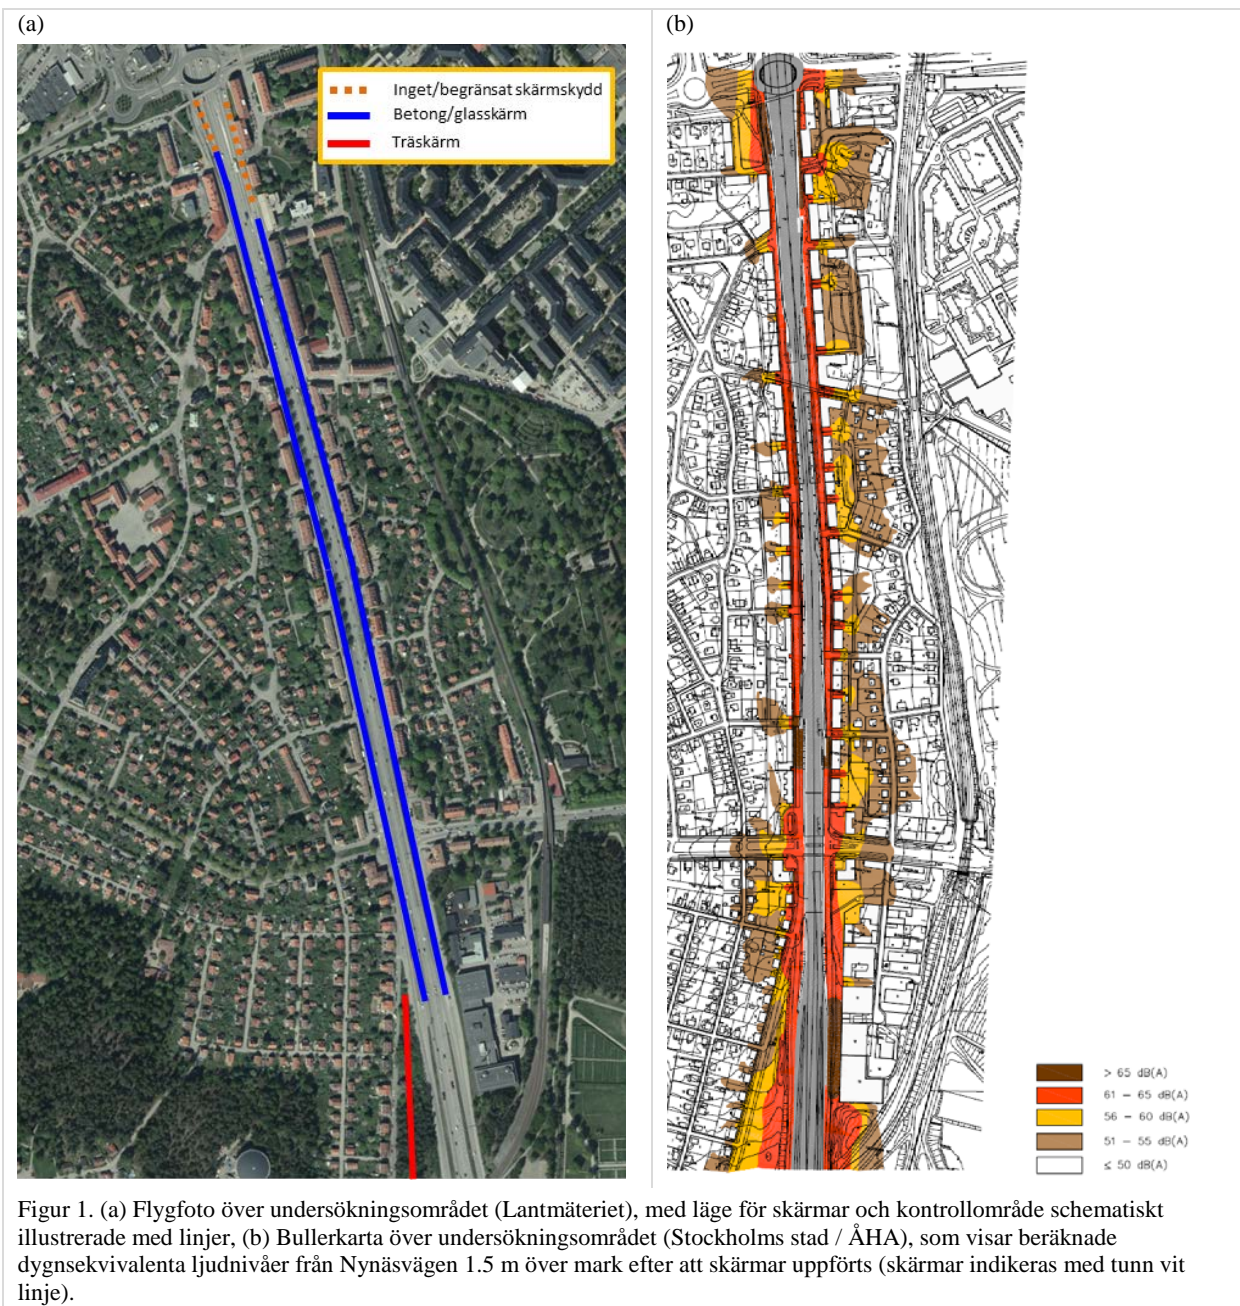 (a)
(b)
Inget/begränsat skärmskydd
Betong/glasskärm
Träskärm
> 65 dB(A)
61 – 65 dB(A)
56 – 60 dB(A)
51 – 55 dB(A)
≤ 50 dB(A)
Figur 1. (a) Flygfoto över undersökningsområdet (Lantmäteriet), med läge för skärmar och kontrollområde schematiskt
illustrerade med linjer, (b) Bullerkarta över undersökningsområdet (Stockholms stad / ÅHA), som visar beräknade
dygnsekvivalenta ljudnivåer från Nynäsvägen 1.5 m över mark efter att skärmar uppförts (skärmar indikeras med tunn vit
linje).